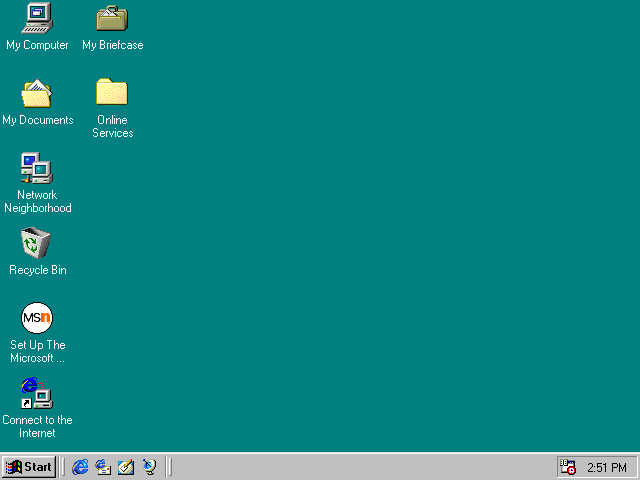 My Computer
My Briefcase
My Documents
Online
Services
Network
Neighborhood
Recycle Bin
MSn
Set Up The
Microsoft ...
Connect to the
Internet
Start
2:51 PM